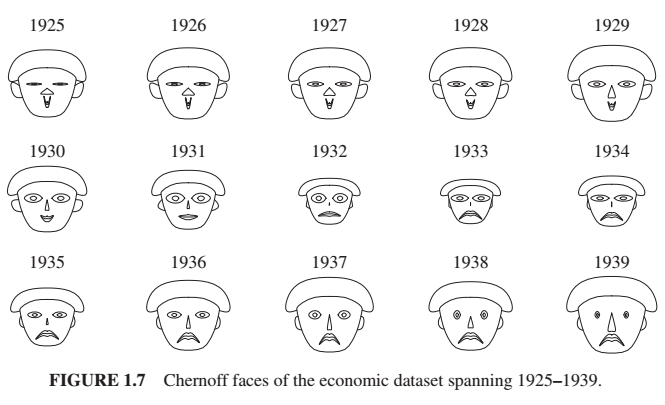 1925 1926 1927 1928 1929
1930 1931 1932 1933 1934
1935 1936 1937 1938 1939
FIGURE 1.7 Chernoff faces of the economic dataset spanning 1925–1939.